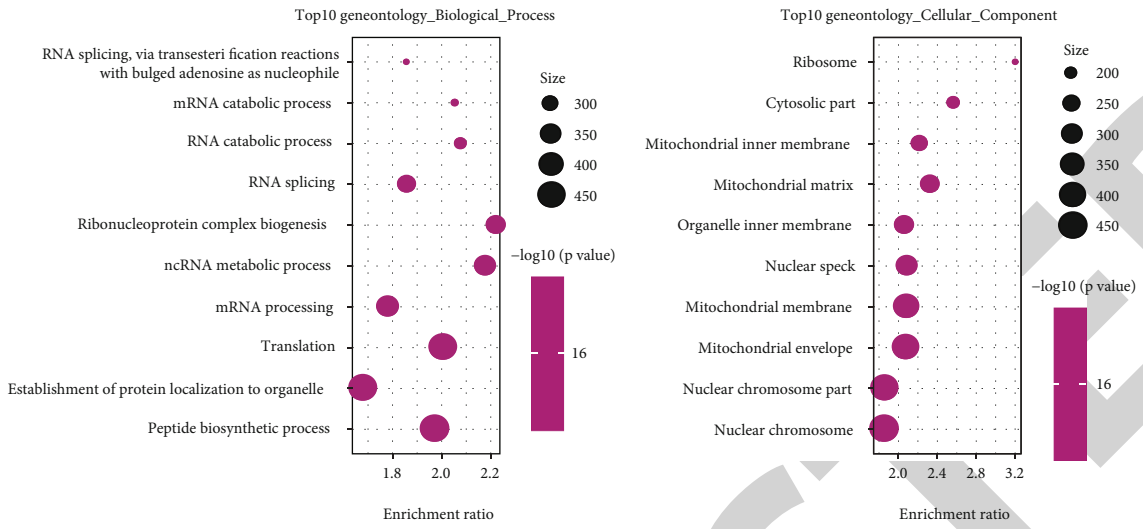 Top10 geneontology_Biological_Process
RNA splicing, via transesteri fication reactions
with bulged adenosine as nucleophile
mRNA catabolic process
RNA catabolic process
RNA splicing
Ribonucleoprotein complex biogenesis
ncRNA metabolic process
mRNA processing
Translation
Establishment of protein localization to organelle
Peptide biosynthetic process
1.8 2.0 2.2
Enrichment ratio
Size
300
350
400
450
−log10 (p value)
16
Top10 geneontology_Cellular_Component
Ribosome
Cytosolic part
Mitochondrial inner membrane
Mitochondrial matrix
Organelle inner membrane
Nuclear speck
Mitochondrial membrane
Mitochondrial envelope
Nuclear chromosome part
Nuclear chromosome
2.0 2.4 2.8 3.2
Enrichment ratio
Size
200
250
300
350
400
450
−log10 (p value)
16